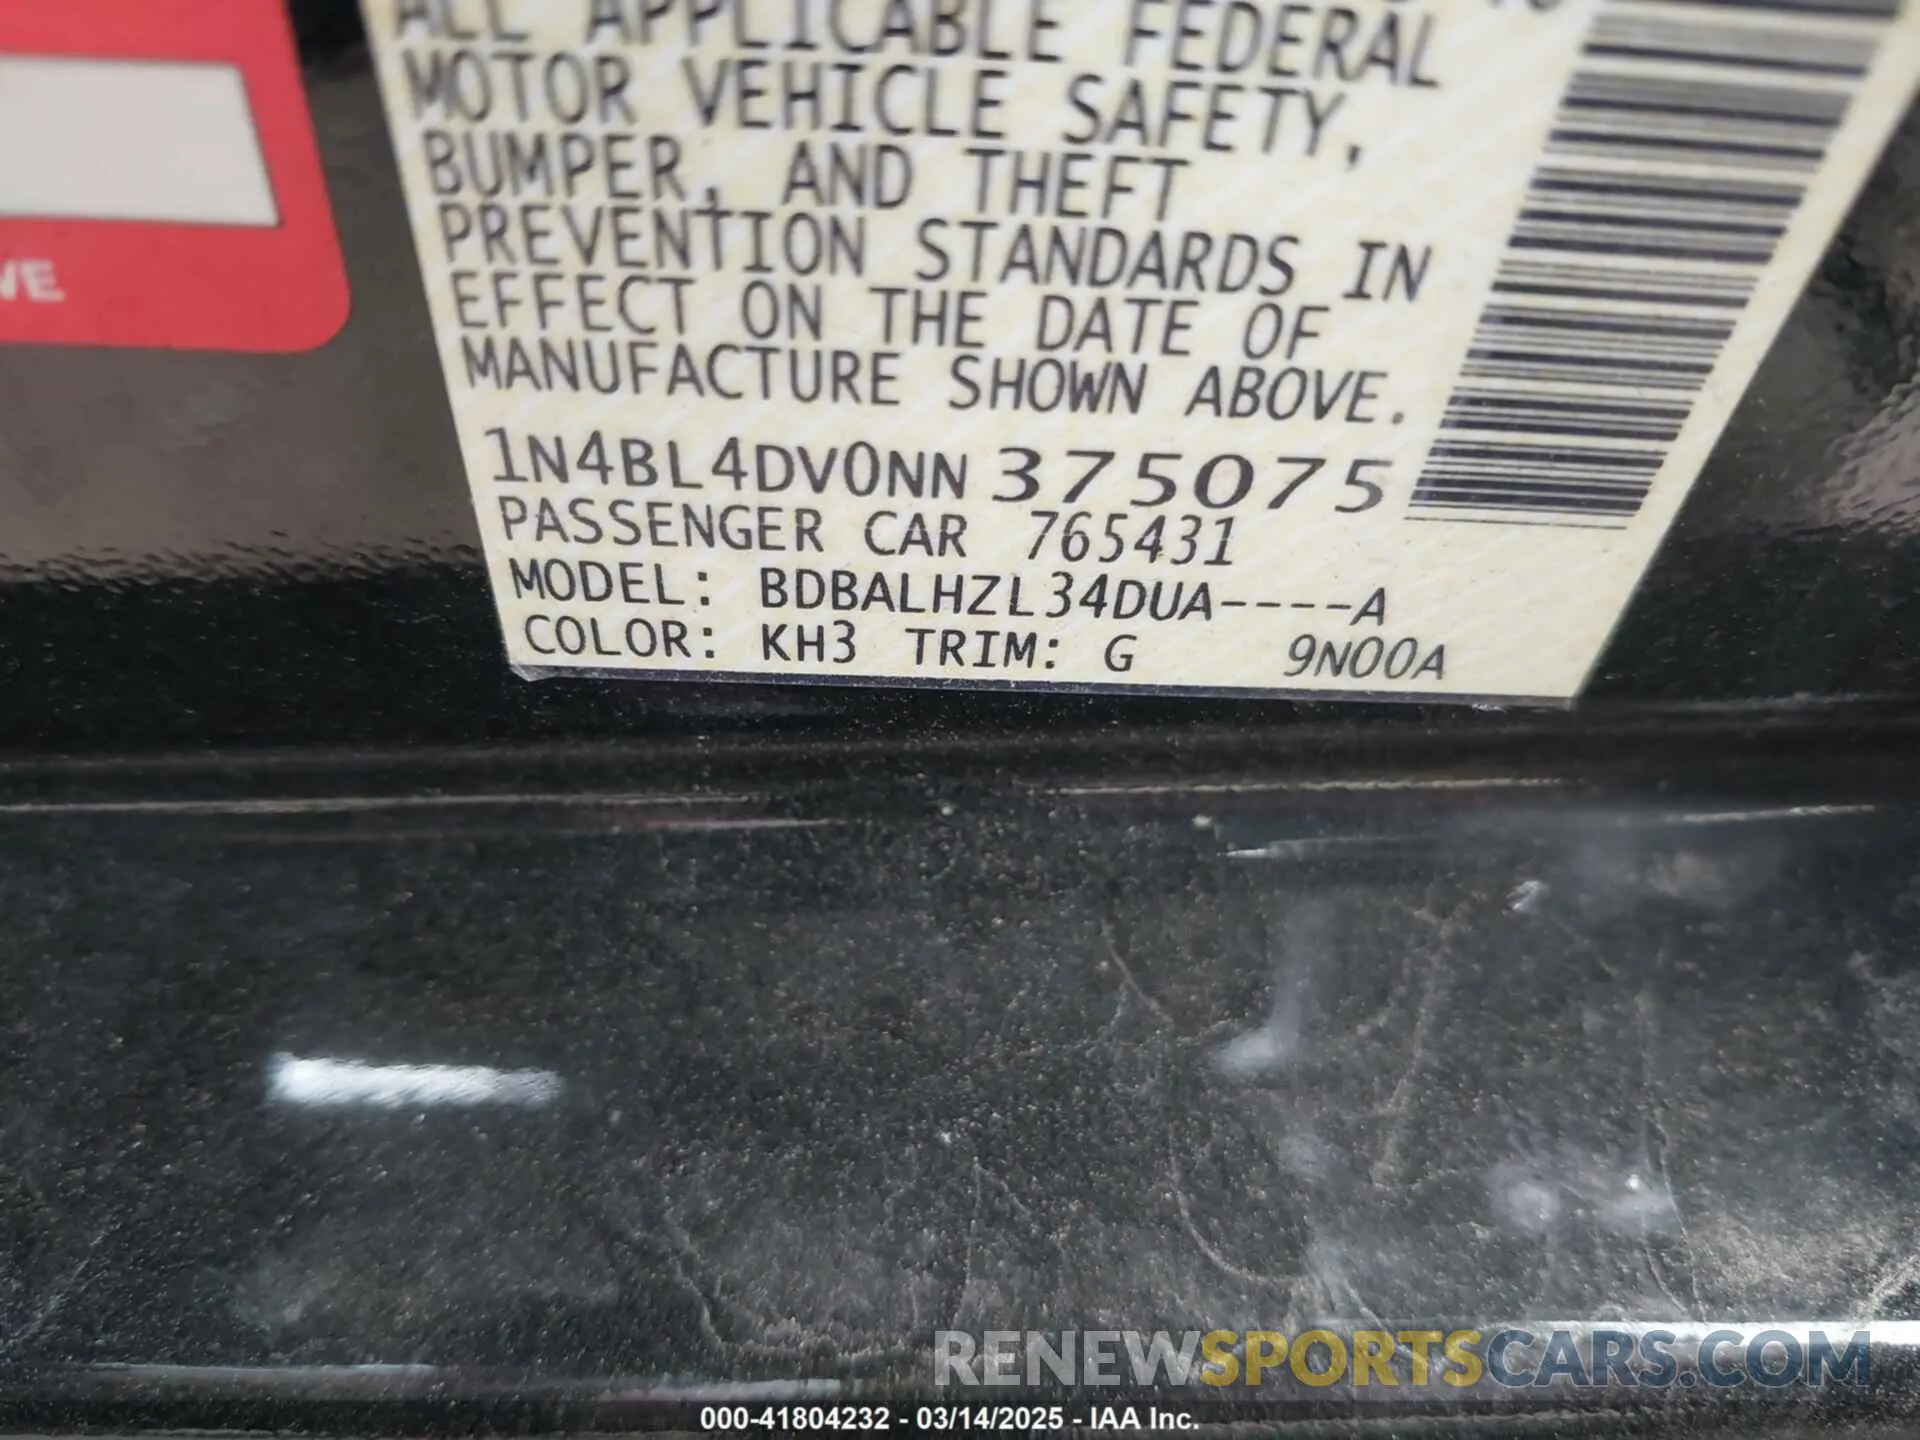 ALL APPLICABLE FEDERAL
MOTOR VEHICLE SAFETY,
BUMPER, AND THEFT
PREVENTION STANDARDS IN
EFFECT ON THE DATE OF
MANUFACTURE SHOWN ABOVE.
1N4BL4DV0NN375075
PASSENGER CAR 765431
MODEL: BDBALHZL34DUA----A
COLOR: KH3 TRIM: G 9N00A
RENEWSPORTSCARS.COM
000-41804232 - 03/14/2025 - IAA Inc.